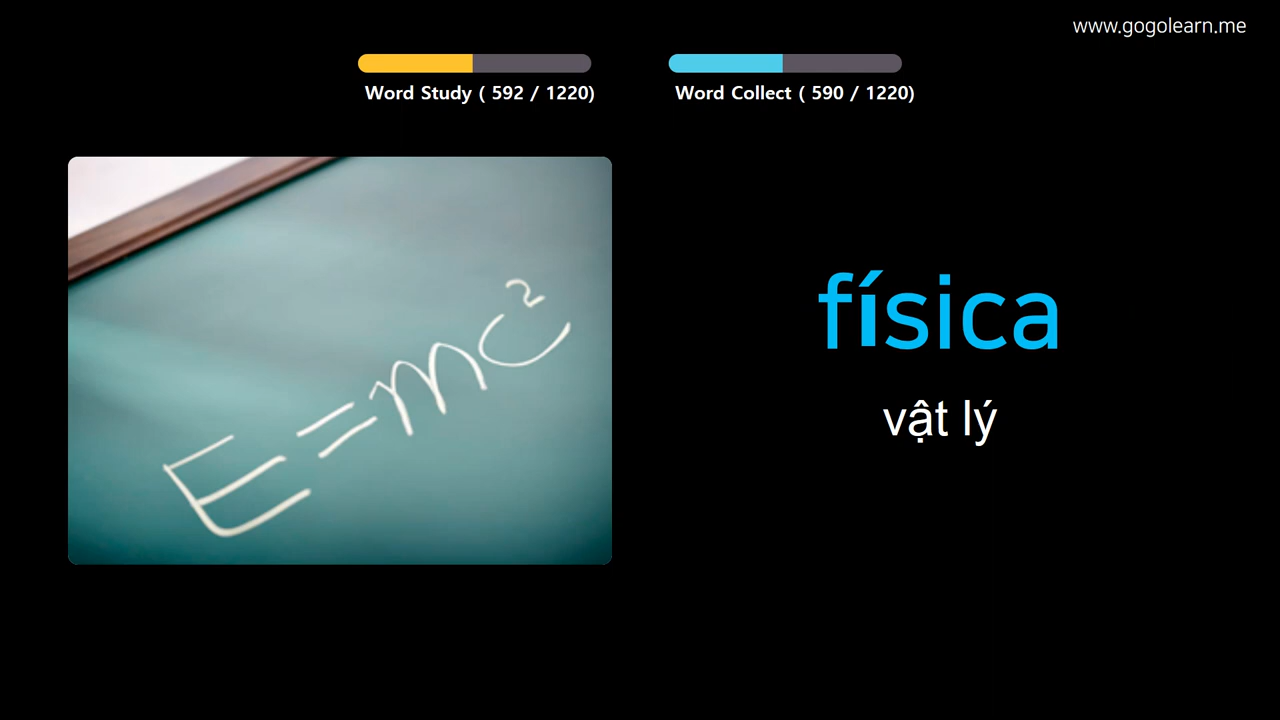 www.gogolearn.me
Word Study ( 592 / 1220)
Word Collect ( 590 / 1220)
E=mc²
física
vật lý